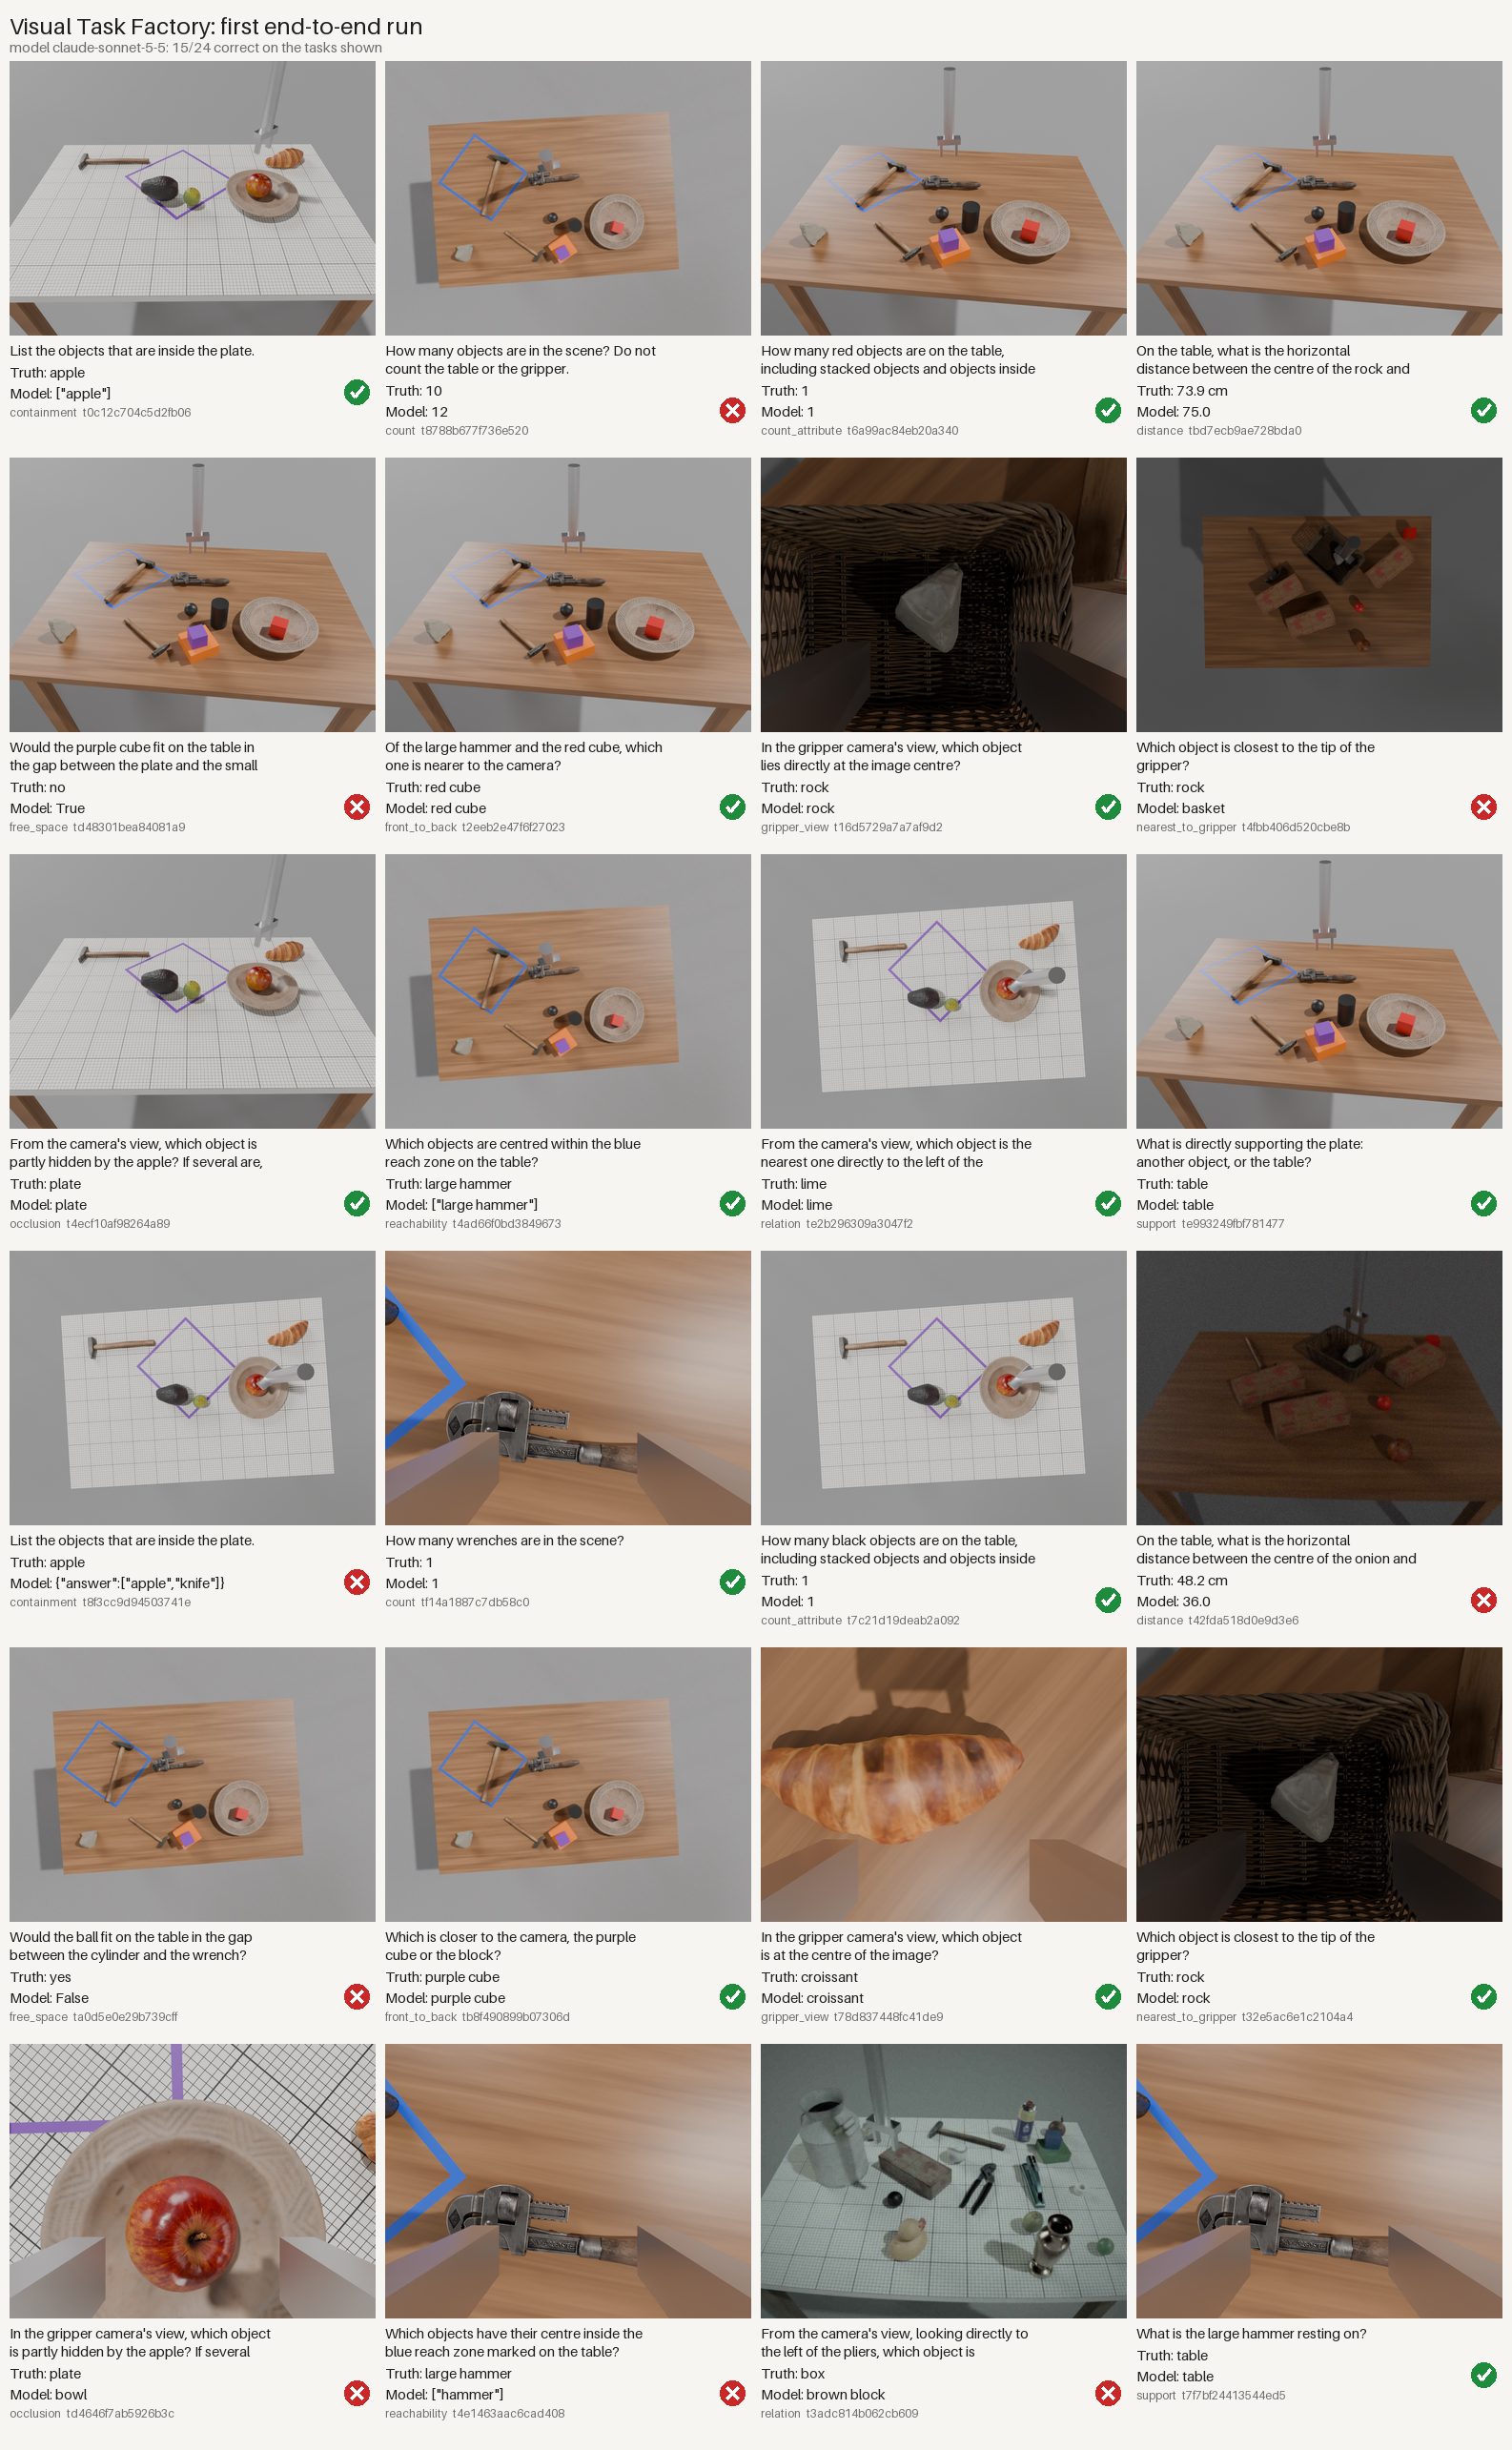 Visual Task Factory: first end-to-end run
model claude-sonnet-5-5: 15/24 correct on the tasks shown
List the objects that are inside the plate.
Truth: apple
Model: ["apple"]
containment t0c12c704c5d2fb06
How many objects are in the scene? Do not
count the table or the gripper.
Truth: 10
Model: 12
count t8788b677f736e520
How many red objects are on the table,
including stacked objects and objects inside
Truth: 1
Model: 1
count_attribute t6a99ac84eb20a340
On the table, what is the horizontal
distance between the centre of the rock and
Truth: 73.9 cm
Model: 75.0
distance tbd7ecb9ae728bda0
Would the purple cube fit on the table in
the gap between the plate and the small
Truth: no
Model: True
free_space td48301bea84081a9
Of the large hammer and the red cube, which
one is nearer to the camera?
Truth: red cube
Model: red cube
front_to_back t2eeb2e47f6f27023
In the gripper camera's view, which object
lies directly at the image centre?
Truth: rock
Model: rock
gripper_view t16d5729a7a7af9d2
Which object is closest to the tip of the
gripper?
Truth: rock
Model: basket
nearest_to_gripper t4fbb406d520cbe8b
From the camera's view, which object is
partly hidden by the apple? If several are,
Truth: plate
Model: plate
occlusion t4ecf10af98264a89
Which objects are centred within the blue
reach zone on the table?
Truth: large hammer
Model: ["large hammer"]
reachability t4ad66f0bd3849673
From the camera's view, which object is the
nearest one directly to the left of the
Truth: lime
Model: lime
relation te2b296309a3047f2
What is directly supporting the plate:
another object, or the table?
Truth: table
Model: table
support te993249fbf781477
List the objects that are inside the plate.
Truth: apple
Model: {"answer":["apple","knife"]}
containment t8f3cc9d94503741e
How many wrenches are in the scene?
Truth: 1
Model: 1
count tf14a1887c7db58c0
How many black objects are on the table,
including stacked objects and objects inside
Truth: 1
Model: 1
count_attribute t7c21d19deab2a092
On the table, what is the horizontal
distance between the centre of the onion and
Truth: 48.2 cm
Model: 36.0
distance t42fda518d0e9d3e6
Would the ball fit on the table in the gap
between the cylinder and the wrench?
Truth: yes
Model: False
free_space ta0d5e0e29b739cff
Which is closer to the camera, the purple
cube or the block?
Truth: purple cube
Model: purple cube
front_to_back tb8f490899b07306d
In the gripper camera's view, which object
is at the centre of the image?
Truth: croissant
Model: croissant
gripper_view t78d837448fc41de9
Which object is closest to the tip of the
gripper?
Truth: rock
Model: rock
nearest_to_gripper t32e5ac6e1c2104a4
In the gripper camera's view, which object
is partly hidden by the apple? If several
Truth: plate
Model: bowl
occlusion td4646f7ab5926b3c
Which objects have their centre inside the
blue reach zone marked on the table?
Truth: large hammer
Model: ["hammer"]
reachability t4e1463aac6cad408
From the camera's view, looking directly to
the left of the pliers, which object is
Truth: box
Model: brown block
relation t3adc814b062cb609
What is the large hammer resting on?
Truth: table
Model: table
support t7f7bf24413544ed5